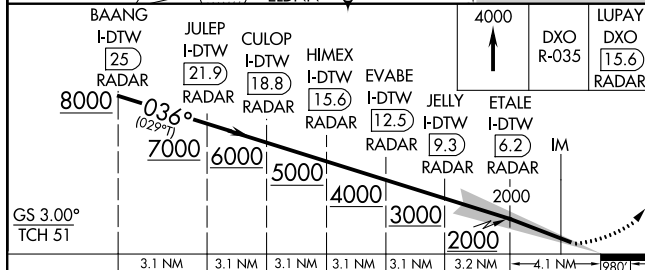 BAANG
I-DTW
25
RADAR
JULEP
I-DTW
21.9
RADAR
CULOP
I-DTW
18.8
RADAR
HIMEX
I-DTW
15.6
RADAR
EVABE
I-DTW
12.5
RADAR
JELLY
I-DTW
9.3
RADAR
ETALE
I-DTW
6.2
RADAR
IM
4000
DXO
R-035
LUPAY
DXO
15.6
RADAR
8000
036°
(029°T)
7000
6000
5000
4000
3000
2000
2000
GS 3.00°
TCH 51
3.1 NM
3.1 NM
3.1 NM
3.1 NM
3.1 NM
3.2 NM
4.1 NM
980'